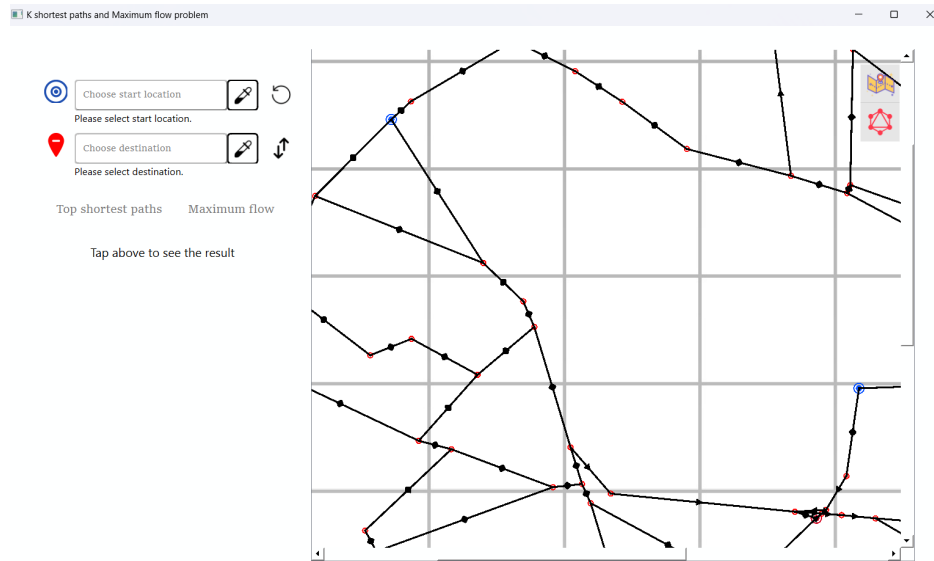 K shortest paths and Maximum flow problem
Choose start location
Please select start location.
Choose destination
Please select destination.
Top shortest paths Maximum flow
Tap above to see the result